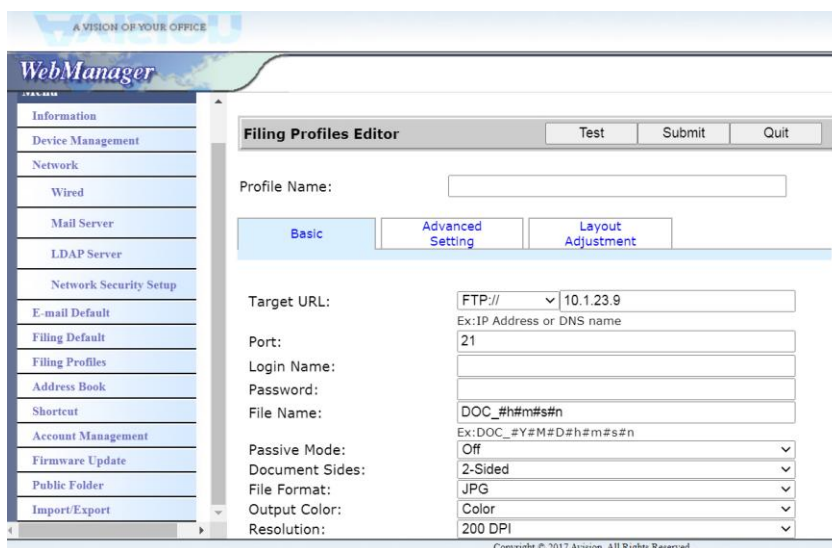 A VISION OF YOUR OFFICE
WebManager
Menu
Information
Device Management
Network
Wired
Mail Server
LDAP Server
Network Security Setup
E-mail Default
Filing Default
Filing Profiles
Address Book
Shortcut
Account Management
Firmware Update
Public Folder
Import/Export
Filing Profiles Editor Test Submit Quit
Profile Name:
Basic Advanced Setting Layout Adjustment
Target URL: FTP:// 10.1.23.9
Ex:IP Address or DNS name
Port: 21
Login Name:
Password:
File Name: DOC_#h#m#s#n
Ex:DOC_#Y#M#D#h#m#s#n
Passive Mode: Off
Document Sides: 2-Sided
File Format: JPG
Output Color: Color
Resolution: 200 DPI
Copyright © 2017 Avision. All Rights Reserved